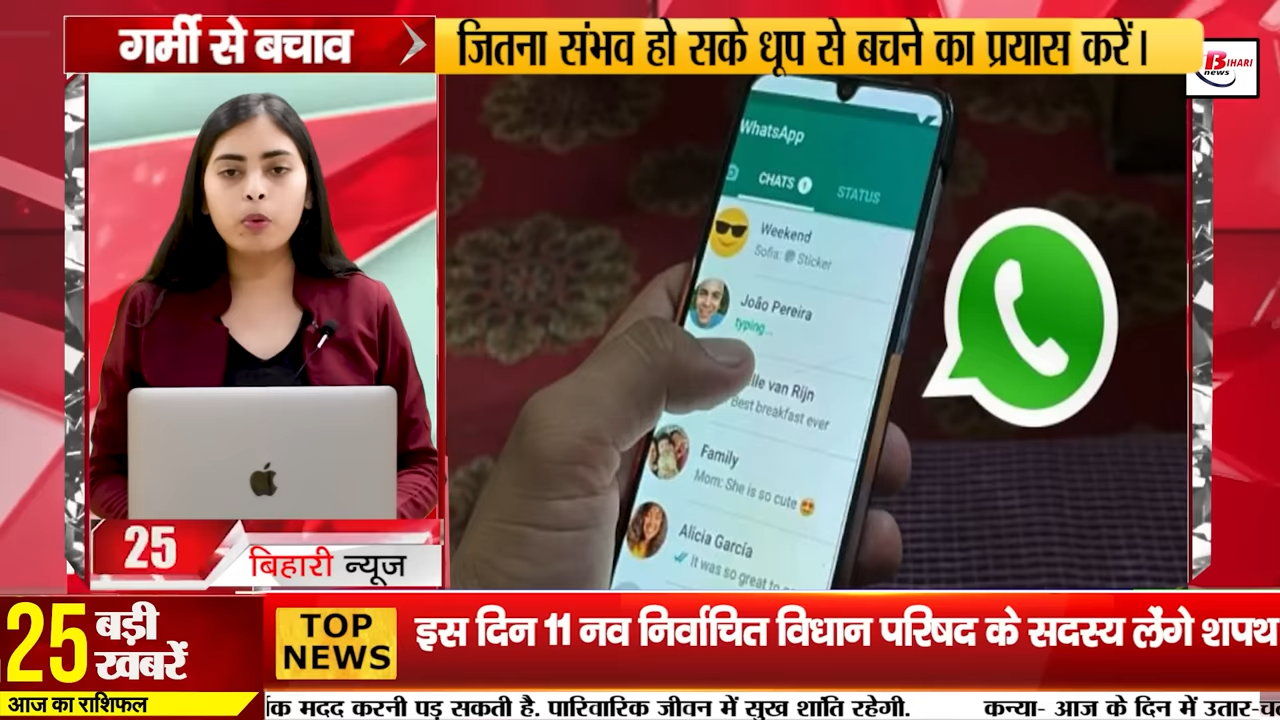 गर्मी से बचाव
जितना संभव हो सके धूप से बचने का प्रयास करें।
BIHARI
news
WhatsApp
CHATS 1
STATUS
Weekend
Sofia: Sticker
João Pereira
typing...
van Rijn
Best breakfast ever
Family
Mom: She is so cute 😍
Alicia García
It was so great to
25
बिहारी न्यूज
25 बड़ी
खबरें
TOP
NEWS
इस दिन 11 नव निर्वाचित विधान परिषद के सदस्य लेंगे शपथ
आज का राशिफल
मदद करनी पड़ सकती है. पारिवारिक जीवन में सुख शांति रहेगी. कन्या- आज के दिन में